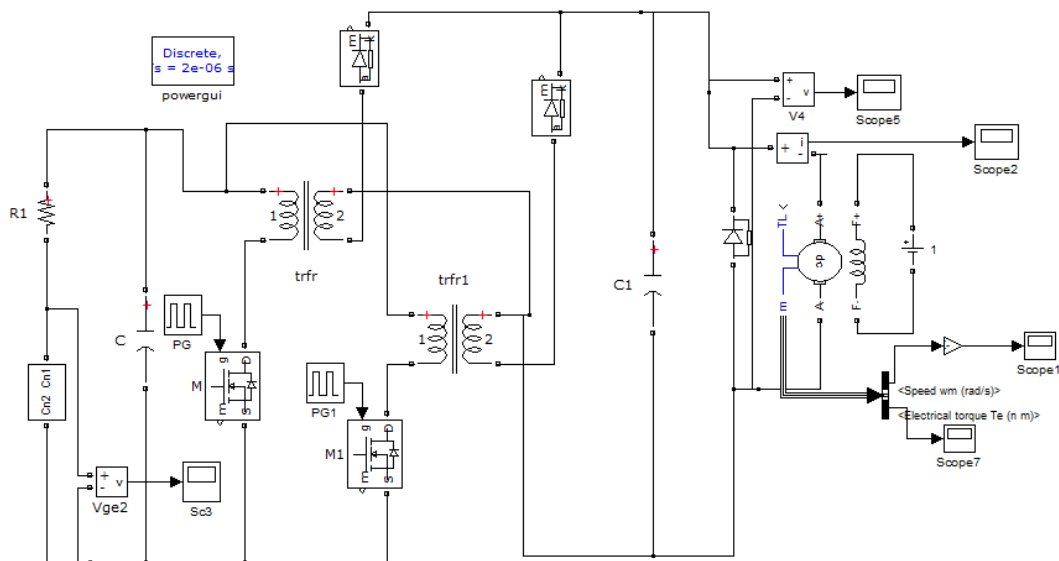 Discrete,
's = 2e-06 s
powergui
+
-
v
V4
Scope5
+
-
i
Scope2
R1
1
2
trfr
trfr1
1
2
C
C1
PG
g
D
M
m
S
PG1
g
D
M1
m
S
E
k
m
a
E
k
a
TL
A+
F+
dc
m
A-
F-
1
Cn1
Cn2
+
-
v
Vge2
Sc3
-
Scope1
<Speed wm (rad/s)>
<Electrical torque Te (n m)>
Scope7